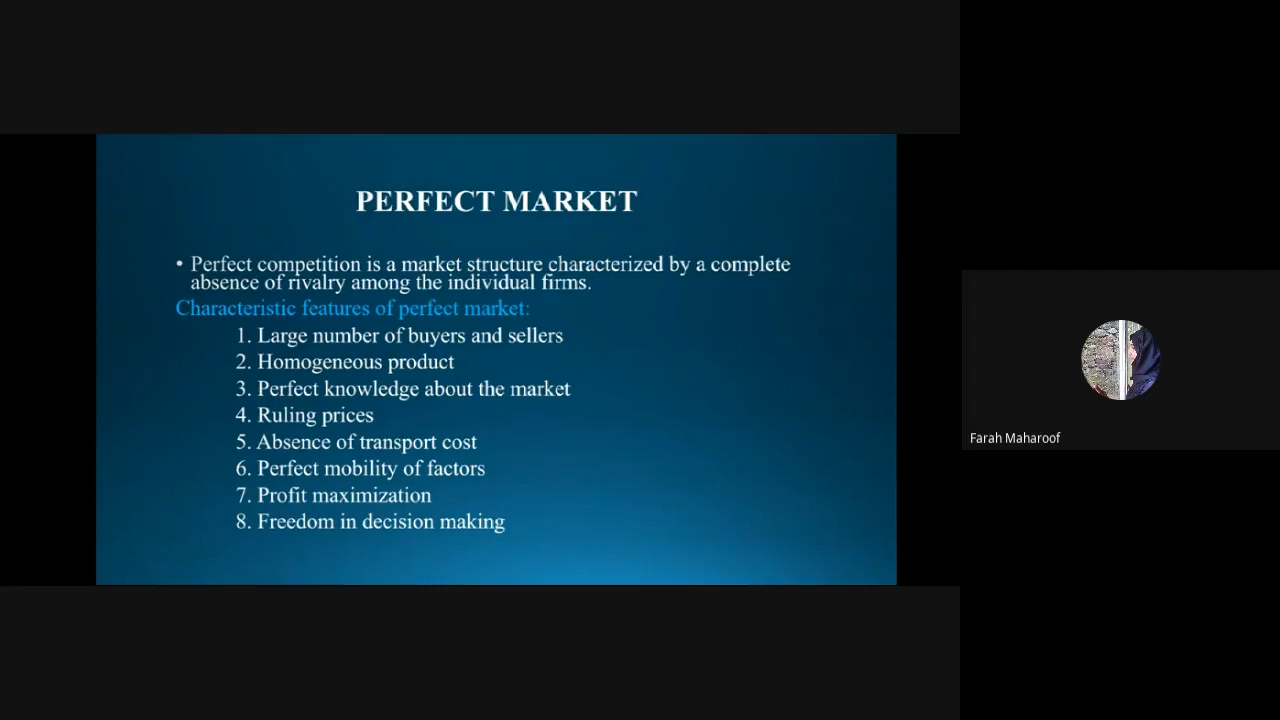 PERFECT MARKET
• Perfect competition is a market structure characterized by a complete
absence of rivalry among the individual firms.
Characteristic features of perfect market:
1. Large number of buyers and sellers
2. Homogeneous product
3. Perfect knowledge about the market
4. Ruling prices
5. Absence of transport cost
6. Perfect mobility of factors
7. Profit maximization
8. Freedom in decision making
Farah Maharoof